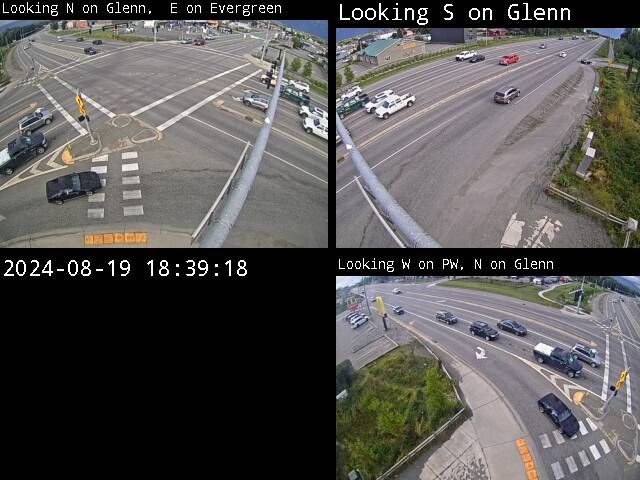 Looking N on Glenn,  E on Evergreen
Looking S on Glenn
2024-08-19 18:39:18
Looking W on PW, N on Glenn